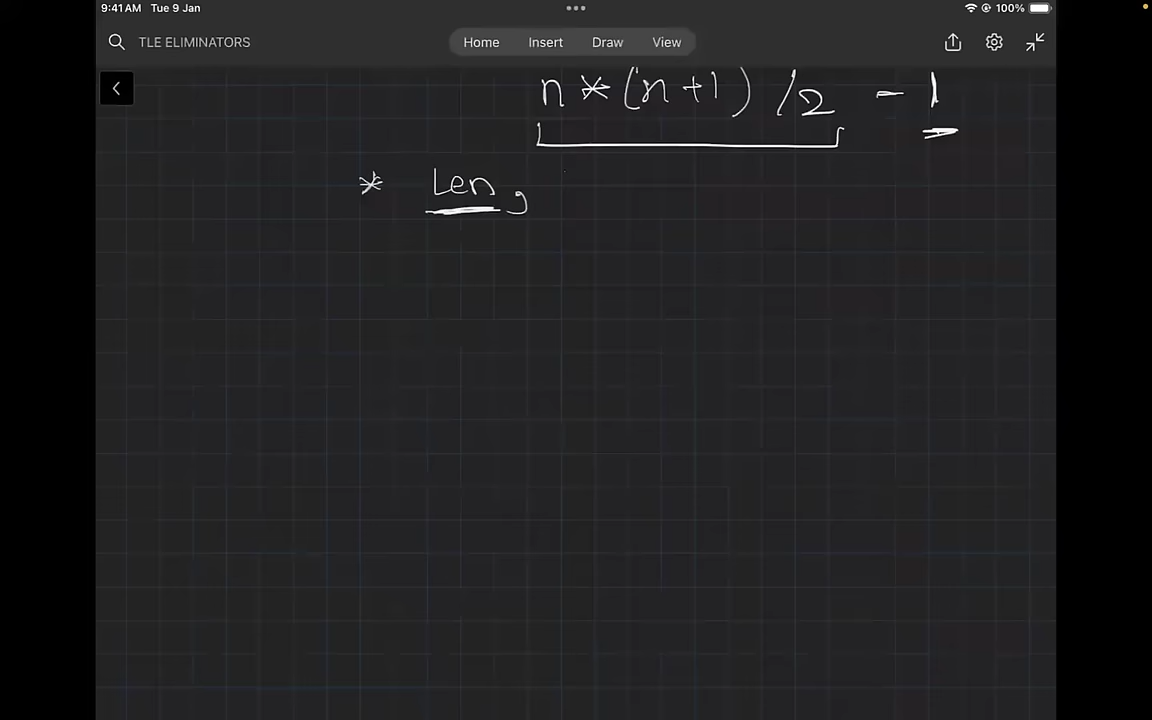 9:41 AM Tue 9 Jan 100%
TLE ELIMINATORS Home Insert Draw View
n * (n + 1) / 2 - 1
* Len,